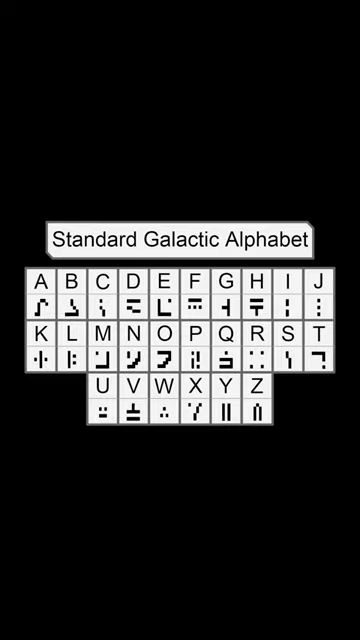 Standard Galactic Alphabet
A B C D E F G H I J
K L M N O P Q R S T
U V W X Y Z